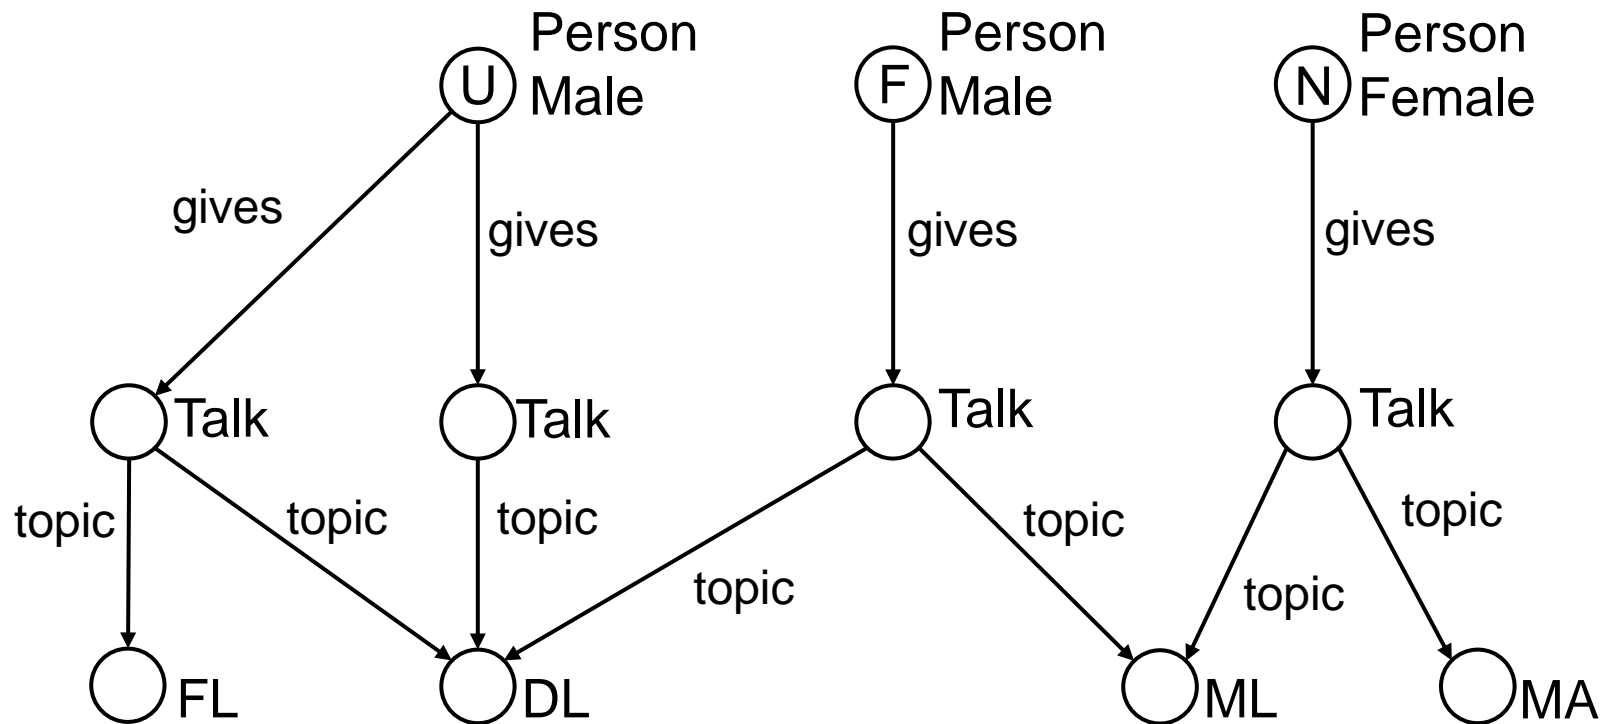 U
Person
Male
F
Person
Male
N
Person
Female
gives
gives
gives
gives
Talk
Talk
Talk
Talk
topic
topic
topic
topic
topic
topic
topic
FL
DL
ML
MA